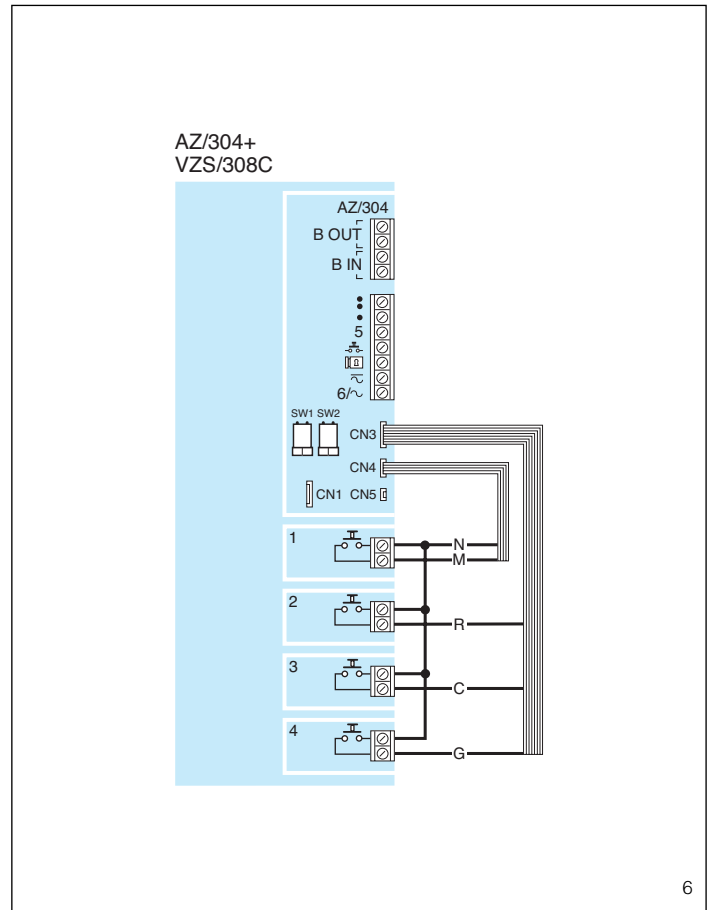 AZ/304+
VZS/308C
AZ/304
B OUT
B IN
5
6/~
SW1 SW2
CN3
CN4
CN1 CN5
1
N
M
2
R
3
C
4
G
6